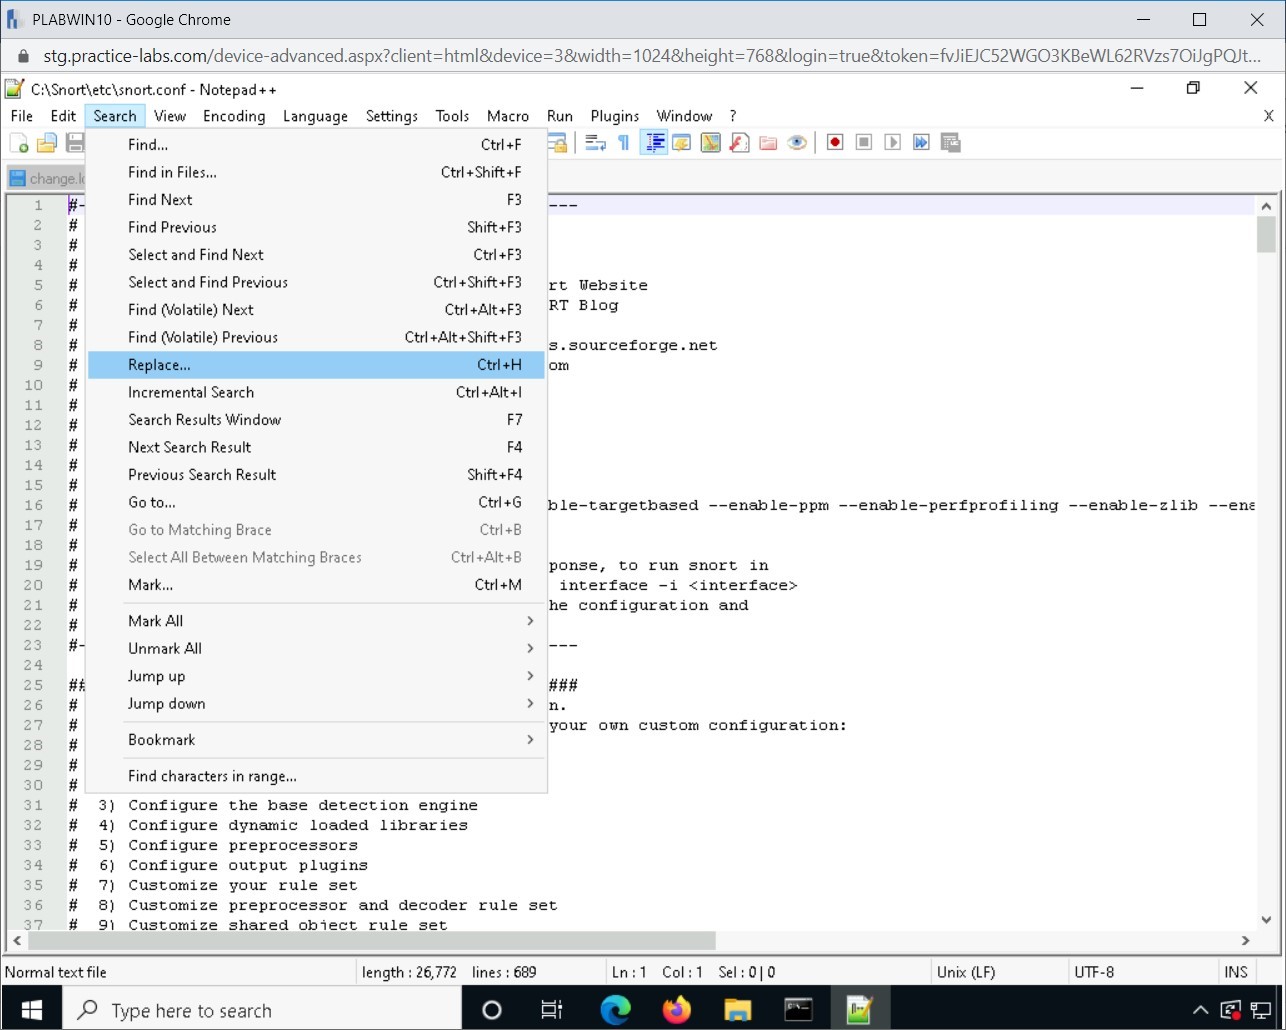 PLABWIN10 - Google Chrome
stg.practice-labs.com/device-advanced.aspx?client=html&device=3&width=1024&height=768&login=true&token=fvJiEJC52WGO3KBeWL62RVzs7OiJgPQJt...
C:\Snort\etc\snort.conf - Notepad++
File Edit Search View Encoding Language Settings Tools Macro Run Plugins Window ? X
change.lo
Find... Ctrl+F
Find in Files... Ctrl+Shift+F
Find Next F3
Find Previous Shift+F3
Select and Find Next Ctrl+F3
Select and Find Previous Ctrl+Shift+F3
Find (Volatile) Next Ctrl+Alt+F3
Find (Volatile) Previous Ctrl+Alt+Shift+F3
Replace... Ctrl+H
Incremental Search Ctrl+Alt+I
Search Results Window F7
Next Search Result F4
Previous Search Result Shift+F4
Go to... Ctrl+G
Go to Matching Brace Ctrl+B
Select All Between Matching Braces Ctrl+Alt+B
Mark... Ctrl+M
Mark All
Unmark All
Jump up
Jump down
Bookmark
Find characters in range...
1 #- ---
2 #
3 #
4 #
5 # rt Website
6 # RT Blog
7 #
8 # s.sourceforge.net
9 # om
10 #
11 #
12 #
13 #
14 #
15 #
16 # ble-targetbased --enable-ppm --enable-perfprofiling --enable-zlib --ena
17 #
18 #
19 # ponse, to run snort in
20 # interface -i <interface>
21 # he configuration and
22 #
23 #- ---
24
25 ## ###
26 # n.
27 # your own custom configuration:
28 #
29 #
30 #
31 # 3) Configure the base detection engine
32 # 4) Configure dynamic loaded libraries
33 # 5) Configure preprocessors
34 # 6) Configure output plugins
35 # 7) Customize your rule set
36 # 8) Customize preprocessor and decoder rule set
37 # 9) Customize shared object rule set
Normal text file length : 26,772 lines : 689 Ln : 1 Col : 1 Sel : 0 | 0 Unix (LF) UTF-8 INS
Type here to search